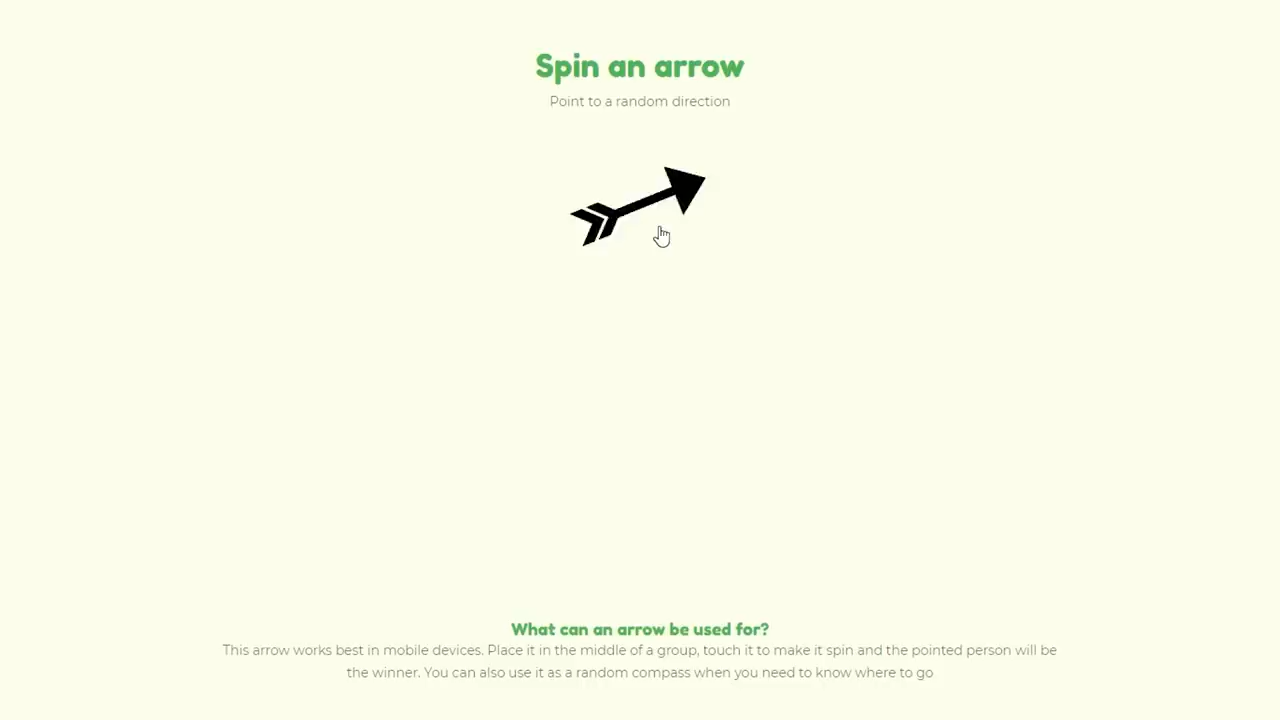 Spin an arrow
Point to a random direction
What can an arrow be used for?
This arrow works best in mobile devices. Place it in the middle of a group, touch it to make it spin and the pointed person will be
the winner. You can also use it as a random compass when you need to know where to go